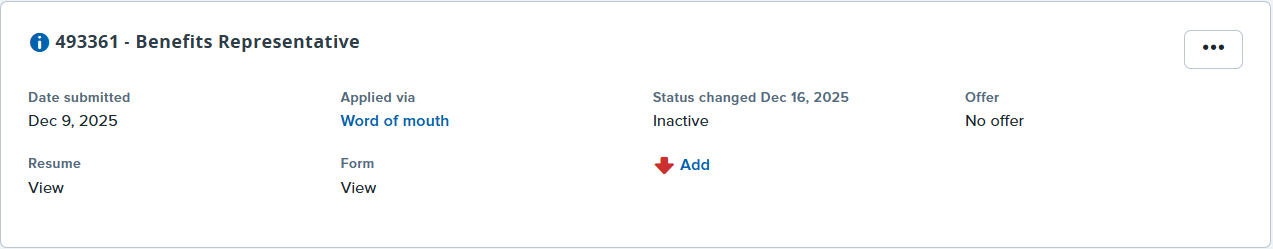 493361 - Benefits Representative
Date submitted
Dec 9, 2025
Applied via
Word of mouth
Status changed Dec 16, 2025
Inactive
Offer
No offer
Resume
View
Form
View
Add